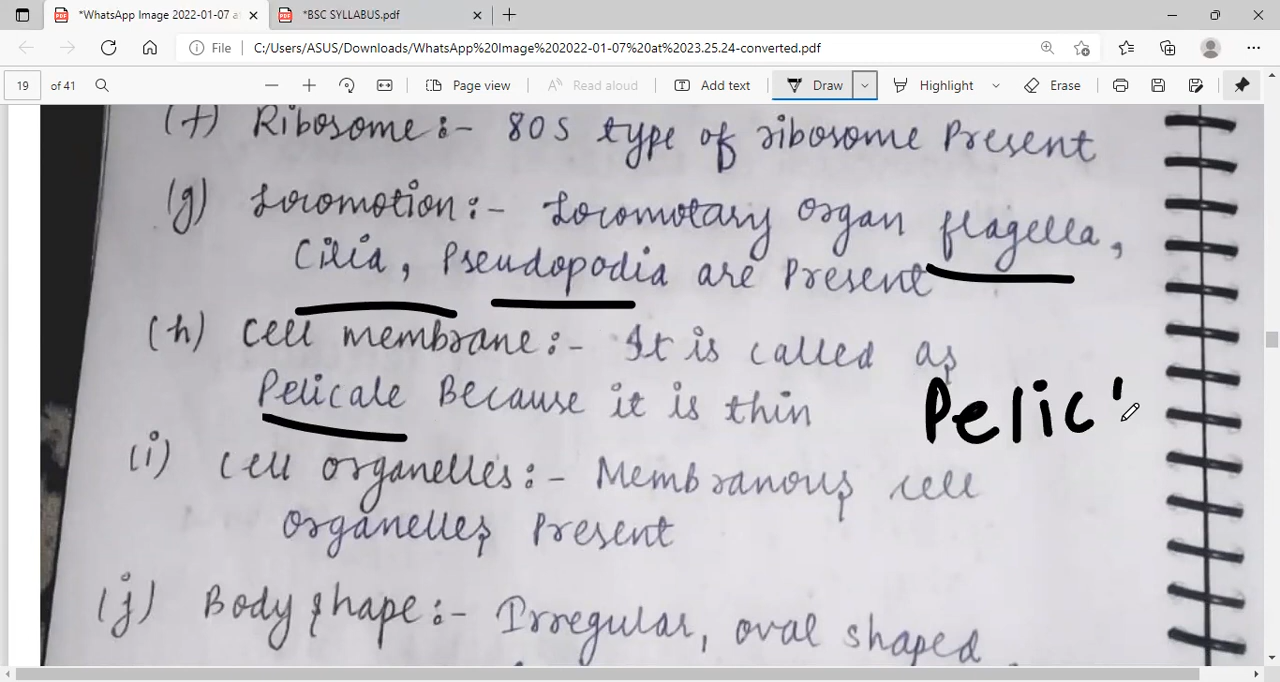 *WhatsApp Image 2022-01-07 a
*BSC SYLLABUS.pdf
File C:/Users/ASUS/Downloads/WhatsApp%20Image%202022-01-07%20at%2023.25.24-converted.pdf
19 of 41 Page view Read aloud Add text Draw Highlight Erase
(f) Ribosome:- 80s type of ribosome Present
(g) Locomotion:- Locomotary organ flagella,
Cilia, Pseudopodia are Present
(h) Cell membrane:- It is called as
Pelicale Because it is thin
Pelic
(i) Cell organelles:- Membranous cell
organelles Present
(j) Body shape:- Irregular, oval shaped